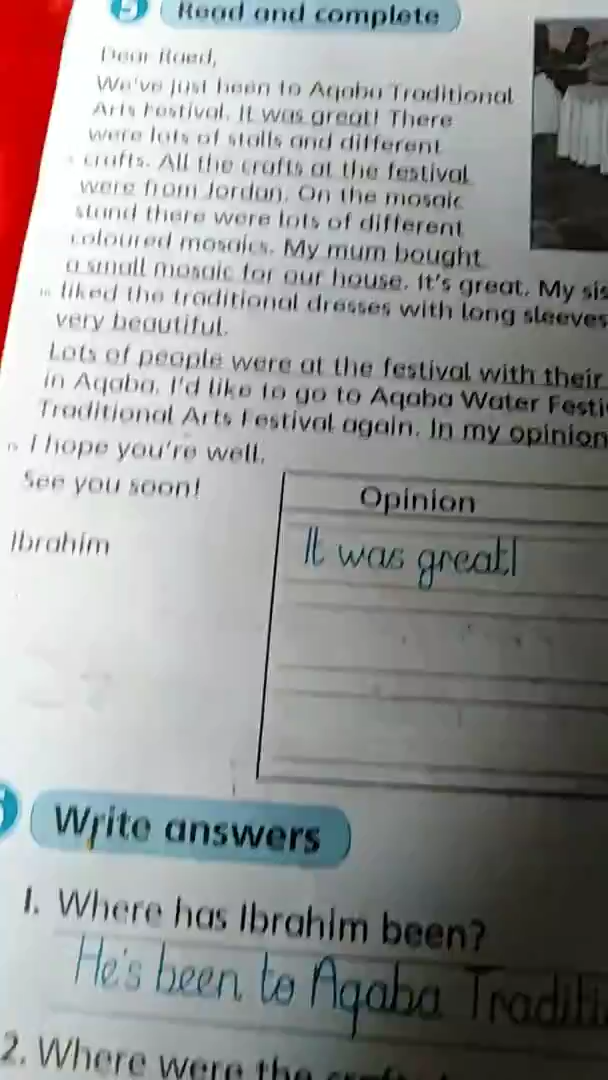 5 Read and complete
Dear Raed,
We've just been to Aqaba Traditional
Arts Festival. It was great! There
were lots of stalls and different
crafts. All the crafts at the festival
were from Jordan. On the mosaic
stand there were lots of different
coloured mosaics. My mum bought
a small mosaic for our house. It's great. My sis
10 liked the traditional dresses with long sleeves
very beautiful.
Lots of people were at the festival with their
in Aqaba. I'd like to go to Aqaba Water Festi
Traditional Arts Festival again. In my opinion
15 I hope you're well.
See you soon!
Ibrahim
Opinion
It was great!
Write answers
1. Where has Ibrahim been?
He's been to Aqaba Traditi
2. Where were the